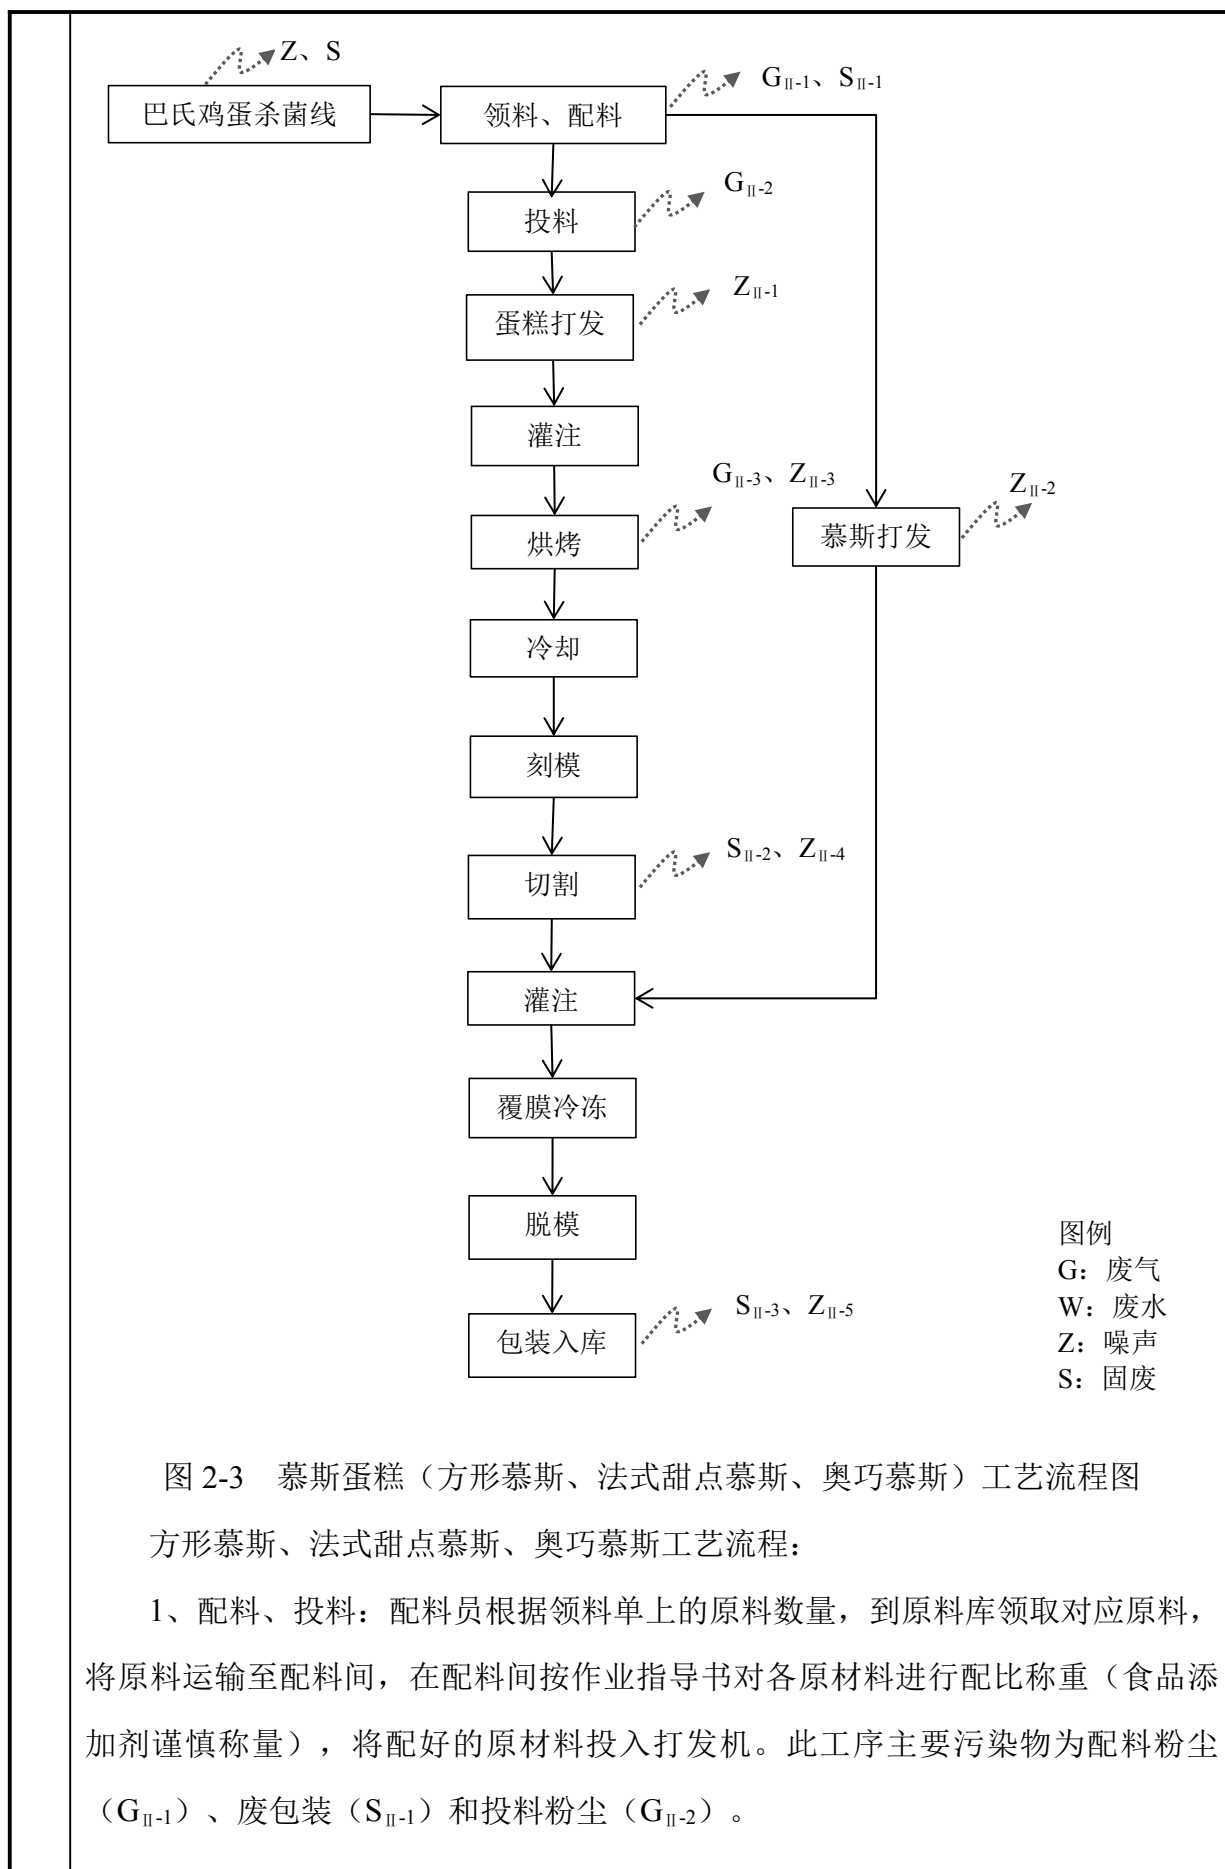 Z、S
巴氏鸡蛋杀菌线
领料、配料
GⅡ-1、SⅡ-1
投料
GⅡ-2
蛋糕打发
ZⅡ-1
灌注
烘烤
GⅡ-3、ZⅡ-3
慕斯打发
ZⅡ-2
冷却
刻模
切割
SⅡ-2、ZⅡ-4
灌注
覆膜冷冻
脱模
包装入库
SⅡ-3、ZⅡ-5
图例
G：废气
W：废水
Z：噪声
S：固废
图 2-3 慕斯蛋糕（方形慕斯、法式甜点慕斯、奥巧慕斯）工艺流程图
方形慕斯、法式甜点慕斯、奥巧慕斯工艺流程：
1、配料、投料：配料员根据领料单上的原料数量，到原料库领取对应原料，
将原料运输至配料间，在配料间按作业指导书对各原材料进行配比称重（食品添
加剂谨慎称量），将配好的原材料投入打发机。此工序主要污染物为配料粉尘
（GⅡ-1）、废包装（SⅡ-1）和投料粉尘（GⅡ-2）。